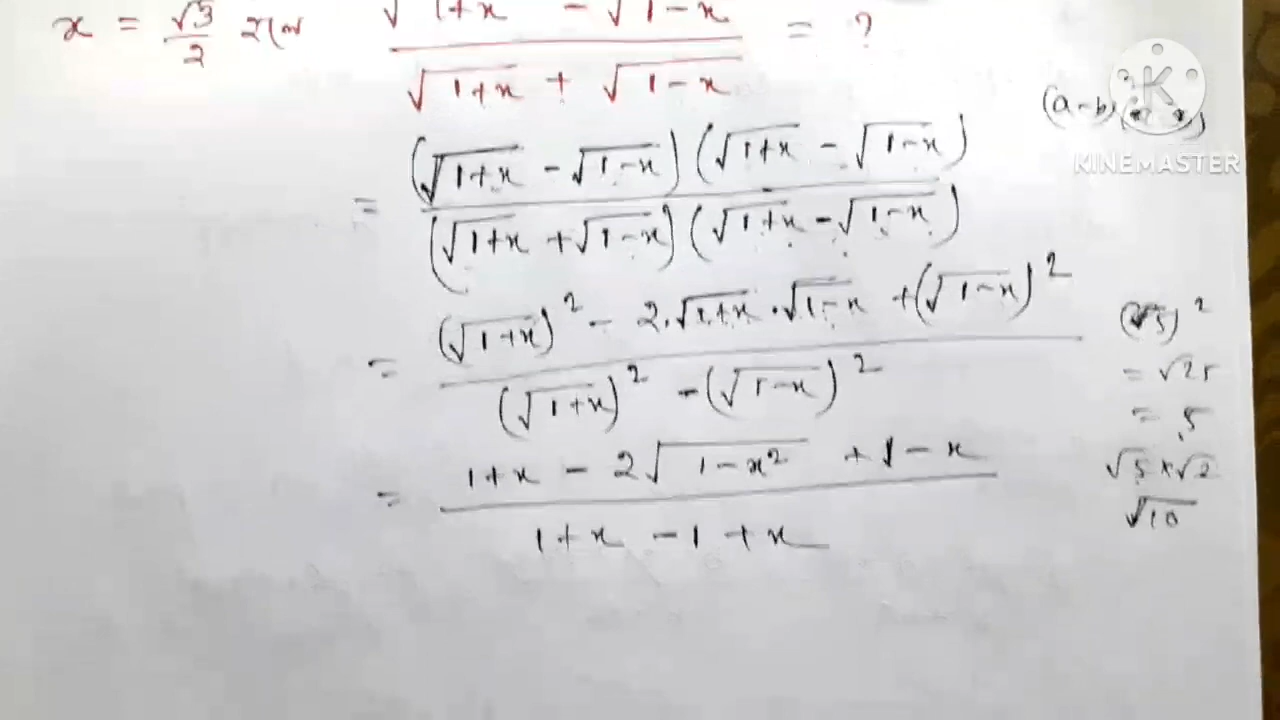 x = √3/2 হলে (√(1+x) - √(1-x)) / (√(1+x) + √(1-x)) = ?
= (√(1+x) - √(1-x)) (√(1+x) - √(1-x)) / (√(1+x) + √(1-x)) (√(1+x) - √(1-x))
= ((√(1+x))² - 2.√(1+x) . √(1-x) + (√(1-x))²) / ((√(1+x))² - (√(1-x))²)
= (1+x - 2√(1-x²) + 1-x) / (1+x - 1+x)
(a-b)
(√5)²
= √25
= 5
√5 × √2
√10
KINEMASTER